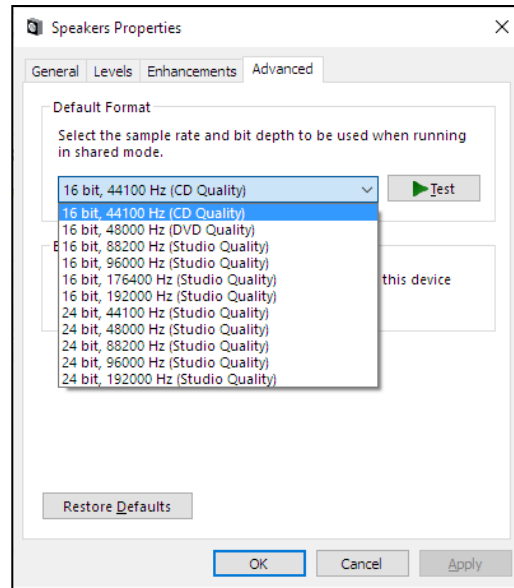 Speakers Properties
General Levels Enhancements Advanced
Default Format
Select the sample rate and bit depth to be used when running
in shared mode.
16 bit, 44100 Hz (CD Quality)
Test
16 bit, 44100 Hz (CD Quality)
16 bit, 48000 Hz (DVD Quality)
E
16 bit, 88200 Hz (Studio Quality)
16 bit, 96000 Hz (Studio Quality)
16 bit, 176400 Hz (Studio Quality)
this device
16 bit, 192000 Hz (Studio Quality)
24 bit, 44100 Hz (Studio Quality)
24 bit, 48000 Hz (Studio Quality)
24 bit, 88200 Hz (Studio Quality)
24 bit, 96000 Hz (Studio Quality)
24 bit, 192000 Hz (Studio Quality)
Restore Defaults
OK Cancel Apply